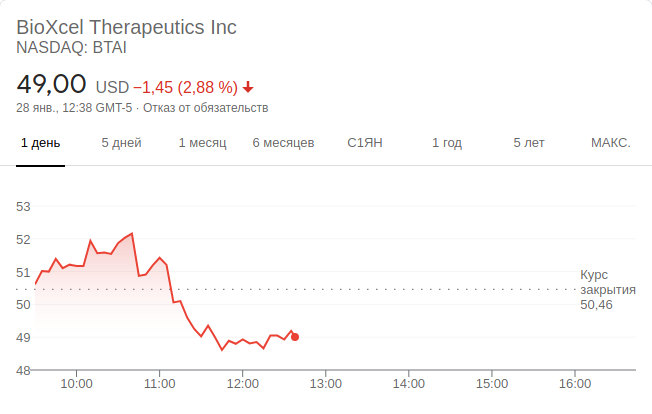 BioXcel Therapeutics Inc
NASDAQ: BTAI
49,00 USD −1,45 (2,88 %)
28 янв., 12:38 GMT-5 · Отказ от обязательств
1 день 5 дней 1 месяц 6 месяцев С1ЯН 1 год 5 лет МАКС.
53
52
51
50
49
48
Курс
закрытия
50,46
10:00 11:00 12:00 13:00 14:00 15:00 16:00